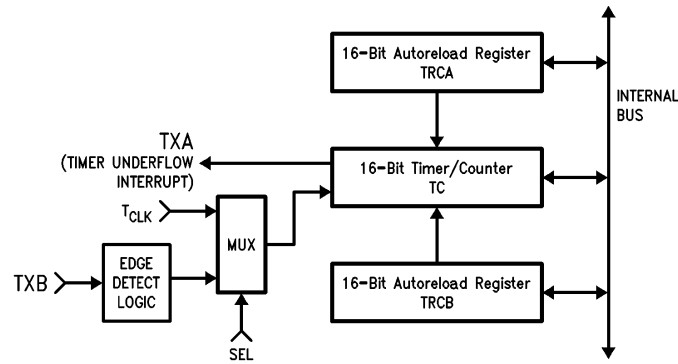 16-Bit Autoreload Register
TRCA
INTERNAL
BUS
TXA
(TIMER UNDERFLOW
INTERRUPT)
16-Bit Timer/Counter
TC
TCLK
MUX
TXB
EDGE
DETECT
LOGIC
16-Bit Autoreload Register
TRCB
SEL